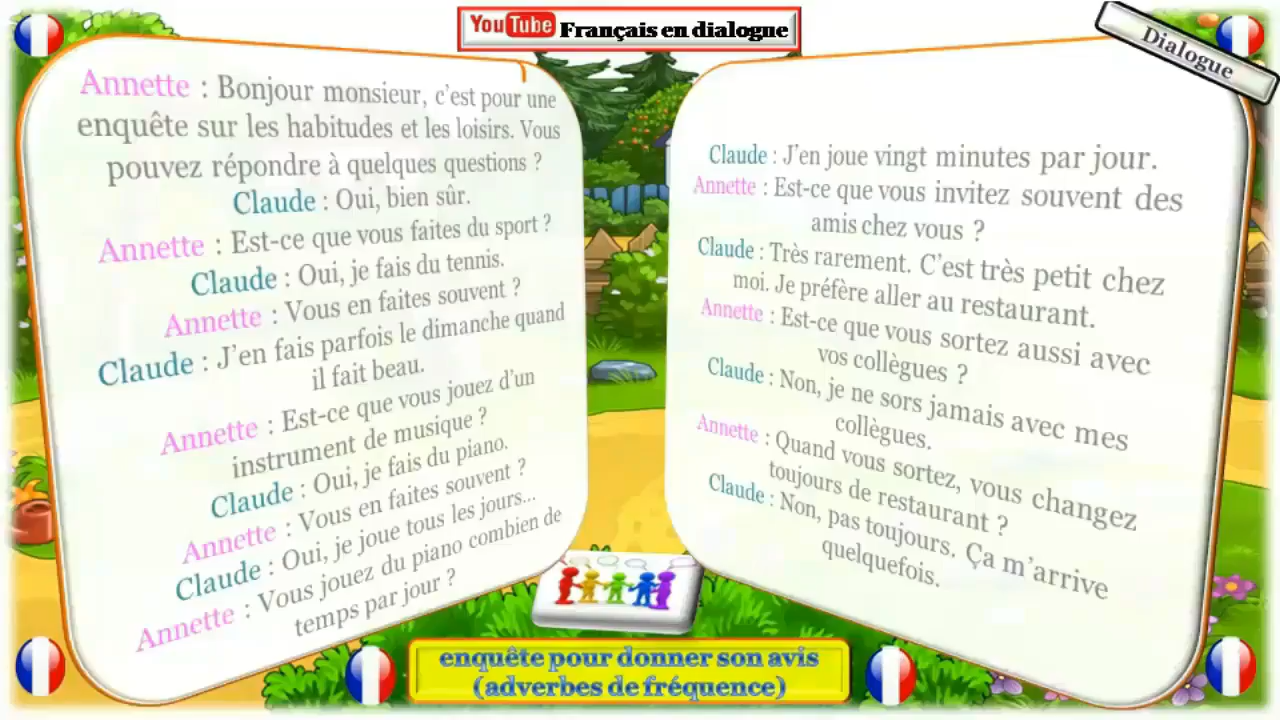 YouTube Français en dialogue
Dialogue
Annette : Bonjour monsieur, c'est pour une
enquête sur les habitudes et les loisirs. Vous
pouvez répondre à quelques questions ?
Claude : Oui, bien sûr.
Annette : Est-ce que vous faites du sport ?
Claude : Oui, je fais du tennis.
Annette : Vous en faites souvent ?
Claude : J'en fais parfois le dimanche quand
il fait beau.
Annette : Est-ce que vous jouez d'un
instrument de musique ?
Claude : Oui, je fais du piano.
Annette : Vous en faites souvent ?
Claude : Oui, je joue tous les jours...
Annette : Vous jouez du piano combien de
temps par jour ?
Claude : J'en joue vingt minutes par jour.
Annette : Est-ce que vous invitez souvent des
amis chez vous ?
Claude : Très rarement. C'est très petit chez
moi. Je préfère aller au restaurant.
Annette : Est-ce que vous sortez aussi avec
vos collègues ?
Claude : Non, je ne sors jamais avec mes
collègues.
Annette : Quand vous sortez, vous changez
toujours de restaurant ?
Claude : Non, pas toujours. Ça m'arrive
quelquefois.
enquête pour donner son avis
(adverbes de fréquence)